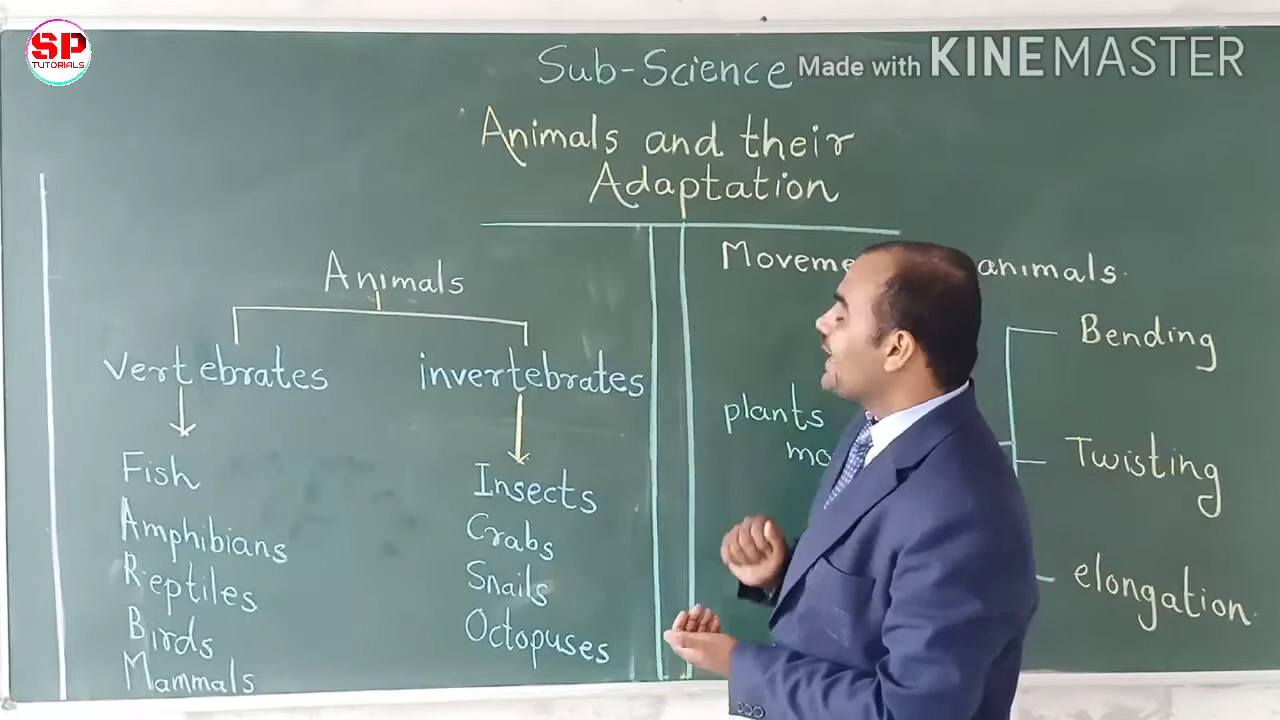 SP
TUTORIALS
Made with KINEMASTER
Sub-Science
Animals and their
Adaptation
Animals
vertebrates
invertebrates
Fish
Amphibians
Reptiles
Birds
Mammals
Insects
Crabs
Snails
Octopuses
animals.
plants
Bending
Twisting
elongation.